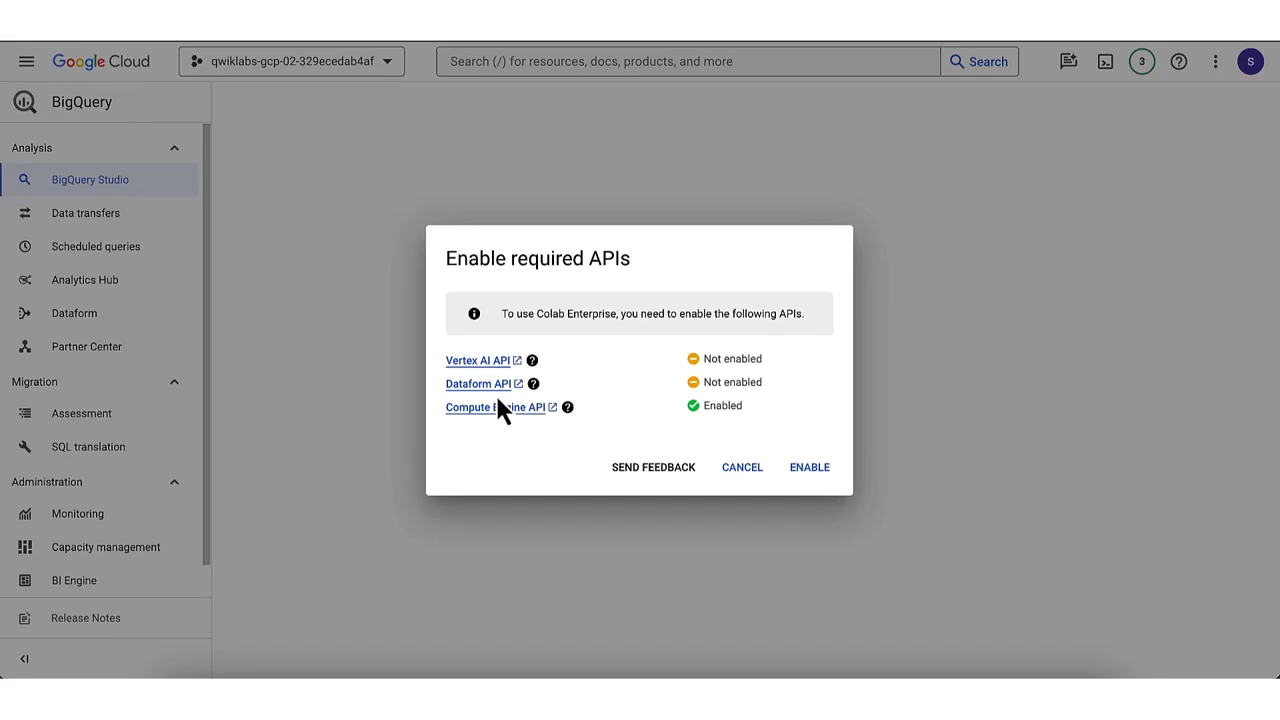 Google Cloud
qwiklabs-gcp-02-329ecedab4af
Search (/) for resources, docs, products, and more
Search
3
S
BigQuery
Analysis
BigQuery Studio
Data transfers
Scheduled queries
Analytics Hub
Dataform
Partner Center
Migration
Assessment
SQL translation
Administration
Monitoring
Capacity management
BI Engine
Release Notes
Enable required APIs
To use Colab Enterprise, you need to enable the following APIs.
Vertex AI API Not enabled
Dataform API Not enabled
Compute Engine API Enabled
SEND FEEDBACK CANCEL ENABLE